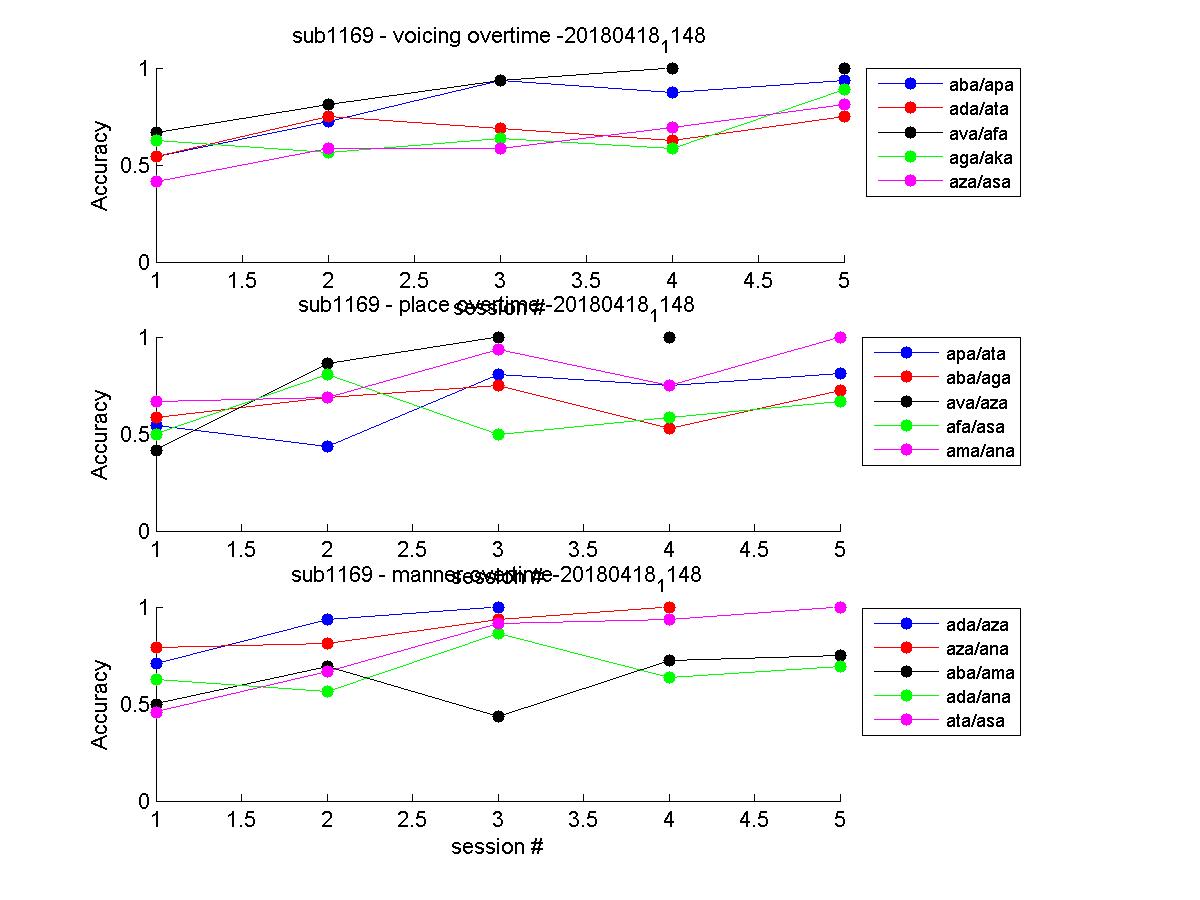 sub1169 - voicing overtime -20180418₁148
1
0.5
0
Accuracy
1 1.5 2 2.5 3 3.5 4 4.5 5
session #
aba/apa
ada/ata
ava/afa
aga/aka
aza/asa
sub1169 - place overtime -20180418₁148
1
0.5
0
Accuracy
1 1.5 2 2.5 3 3.5 4 4.5 5
session #
apa/ata
aba/aga
ava/aza
afa/asa
ama/ana
sub1169 - manner overtime -20180418₁148
1
0.5
0
Accuracy
1 1.5 2 2.5 3 3.5 4 4.5 5
session #
ada/aza
aza/ana
aba/ama
ada/ana
ata/asa